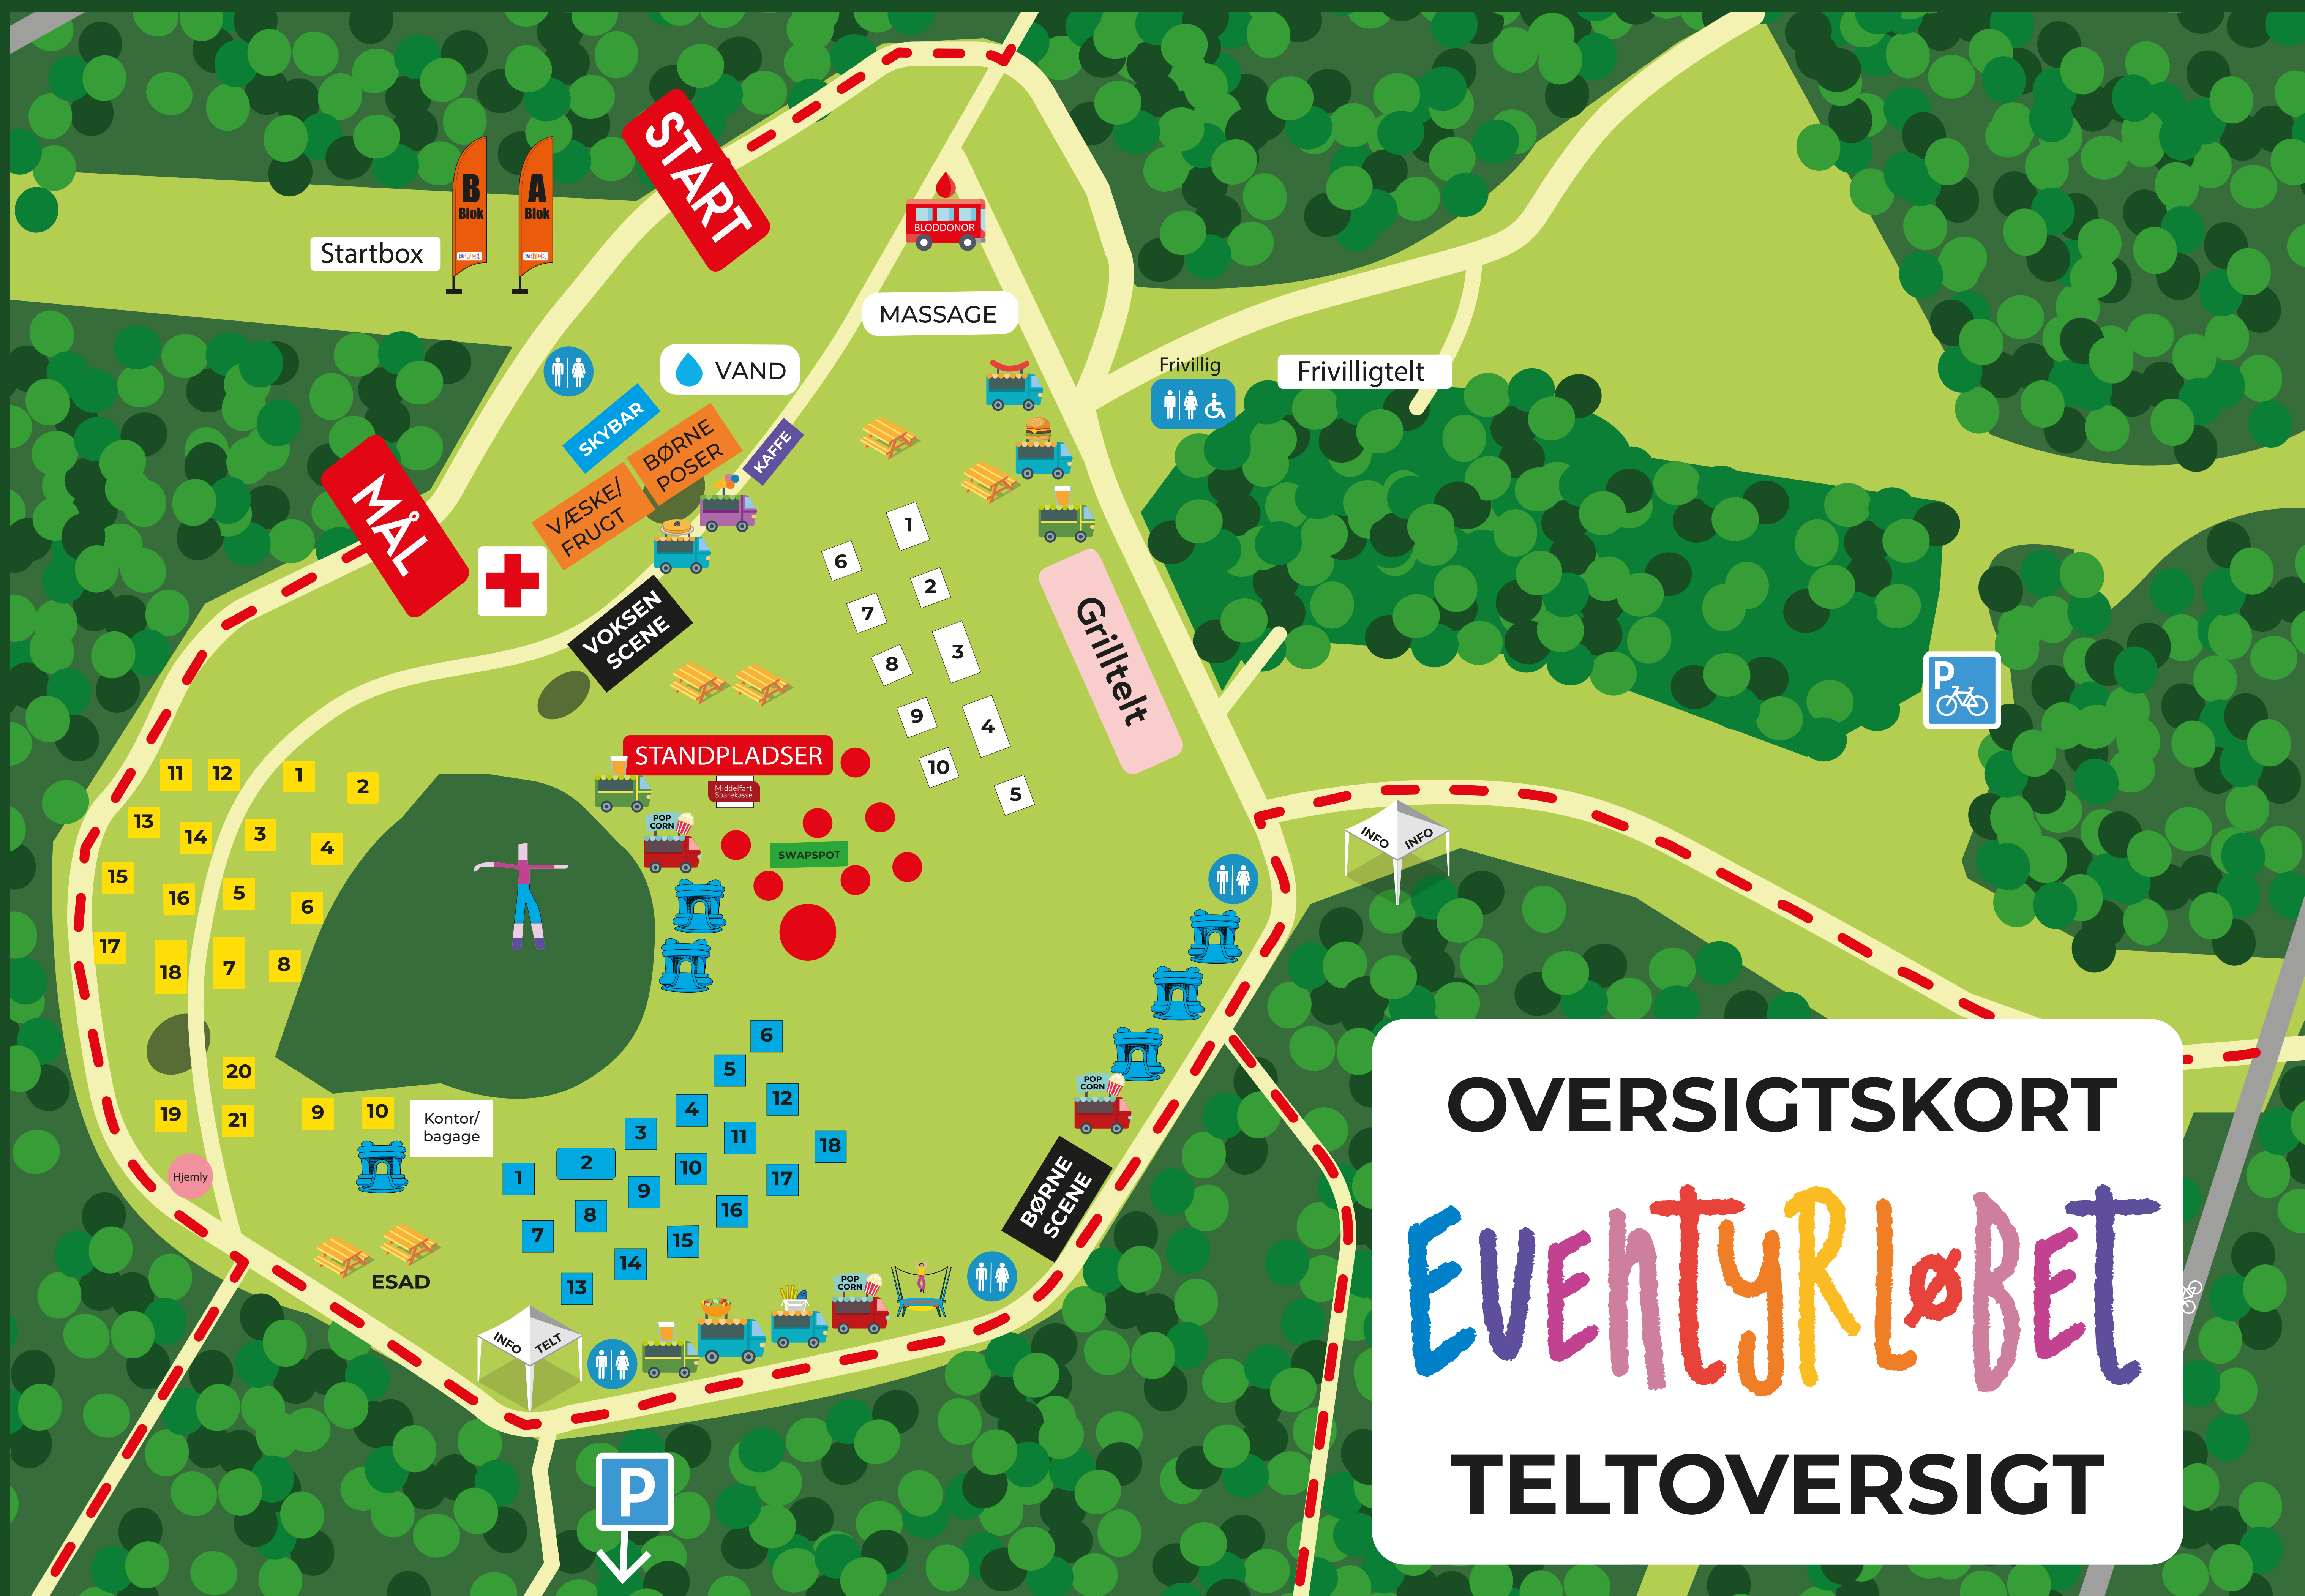 START
B
Blok
A
Blok
Startbox
BLODDONOR
MASSAGE
VAND
SKYBAR
BØRNE
POSER
KAFFE
VÆSKE/
FRUGT
MÅL
Frivillig
Frivilligtelt
VOKSEN
SCENE
1
6
2
7
3
8
9
4
10
5
Grilltelt
P
STANDPLADSER
Middelfart
Sparekasse
POP
CORN
SWAPSPOT
INFO INFO
11
12
1
2
13
14
3
4
15
16
5
6
17
18
7
8
20
19
21
9
10
Kontor/
bagage
Hjemly
ESAD
6
5
12
4
3
11
18
2
1
10
17
9
8
16
7
15
14
13
POP
CORN
BØRNE
SCENE
POP
CORN
INFO TELT
P
OVERSIGTSKORT
EVENTYRLØBET
TELTOVERSIGT